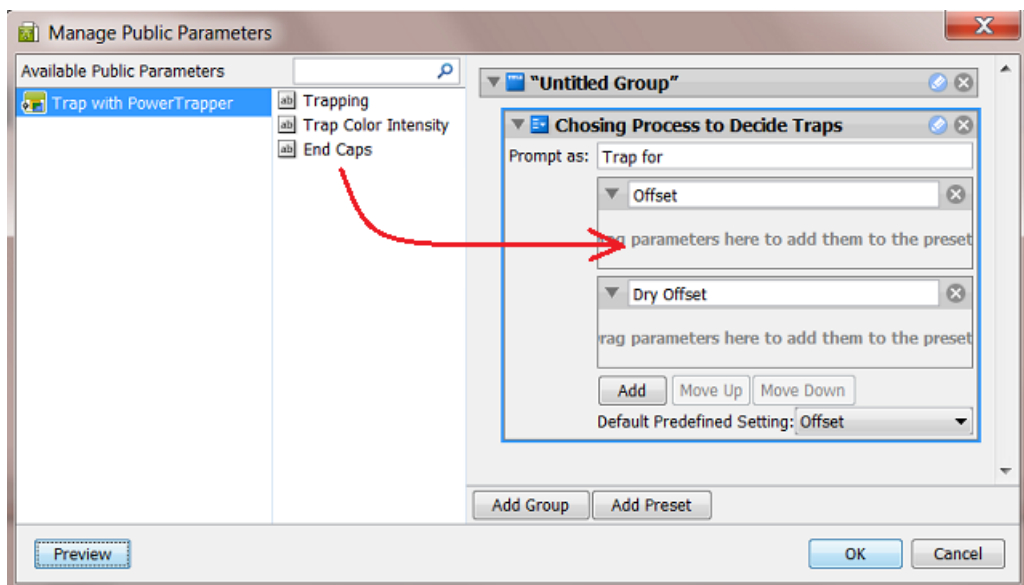 Manage Public Parameters
X
Available Public Parameters
Trap with PowerTrapper
ab Trapping
ab Trap Color Intensity
ab End Caps
"Untitled Group"
Chosing Process to Decide Traps
Prompt as: Trap for
Offset
parameters here to add them to the preset
Dry Offset
rag parameters here to add them to the preset
Add Move Up Move Down
Default Predefined Setting: Offset
Add Group Add Preset
Preview OK Cancel